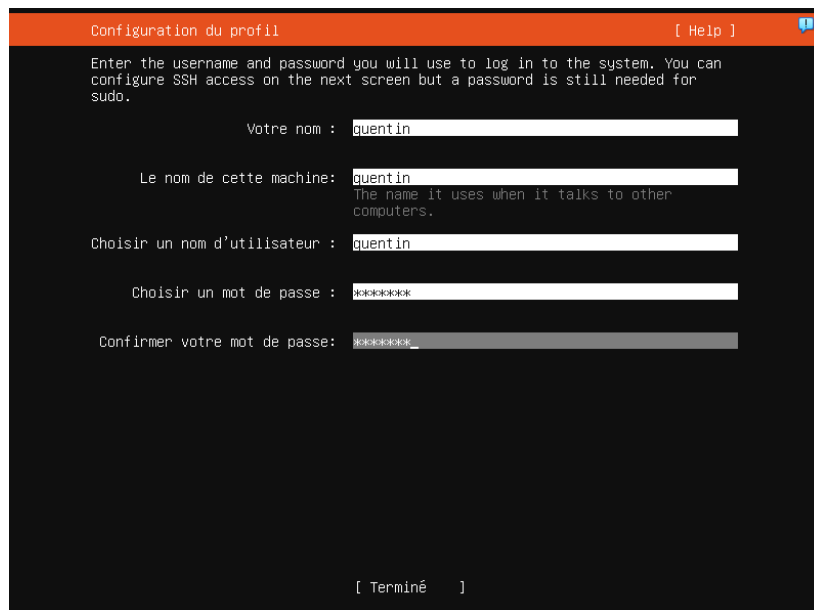 Configuration du profil [ Help ]
Enter the username and password you will use to log in to the system. You can
configure SSH access on the next screen but a password is still needed for
sudo.
Votre nom : quentin
Le nom de cette machine: quentin
The name it uses when it talks to other
computers.
Choisir un nom d'utilisateur : quentin
Choisir un mot de passe : *******
Confirmer votre mot de passe: *******_
[ Terminé ]